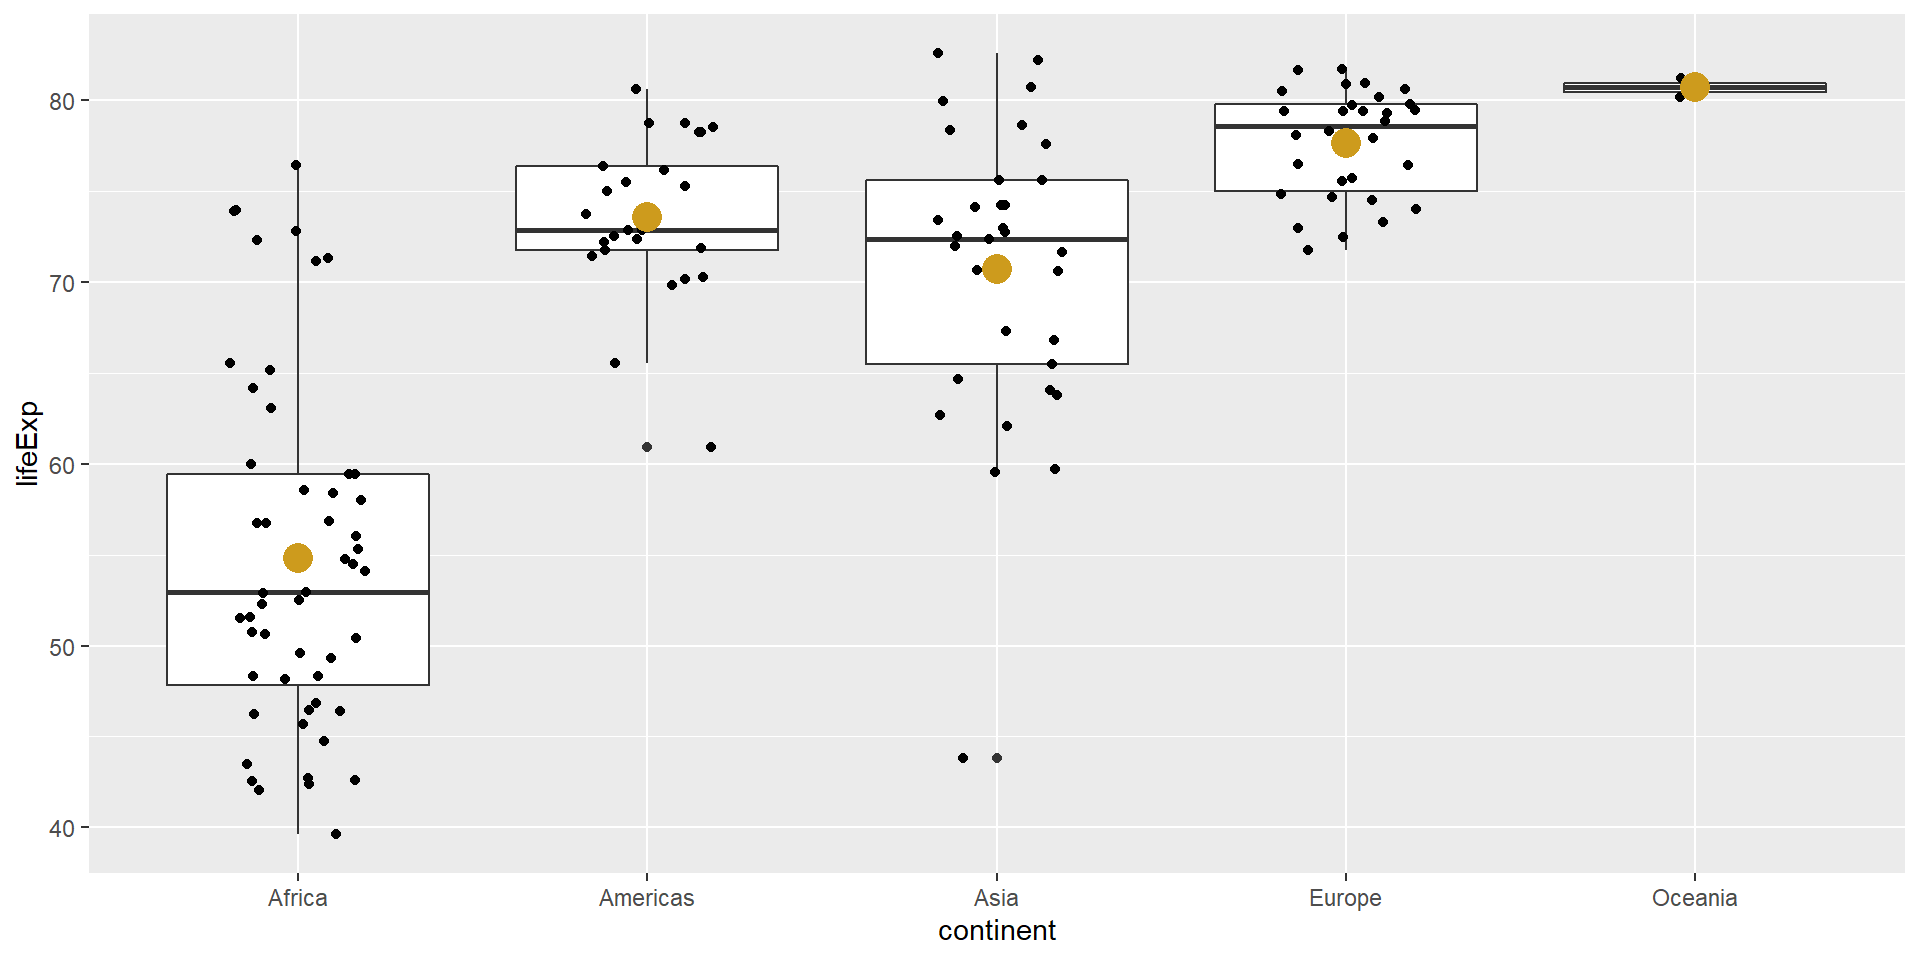 lifeExp
80
70
60
50
40
Africa
Americas
Asia
Europe
Oceania
continent